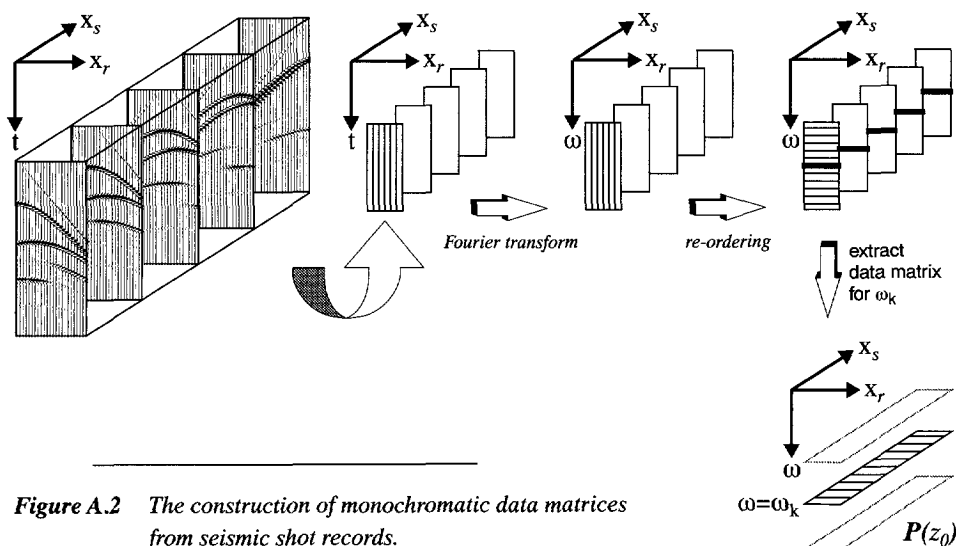 x_s
x_r
t
x_s
x_r
t
Fourier transform
x_s
x_r
ω
re-ordering
x_s
x_r
ω
extract
data matrix
for ω_k
x_s
x_r
ω
ω=ω_k
P(z_0)
Figure A.2 The construction of monochromatic data matrices
from seismic shot records.